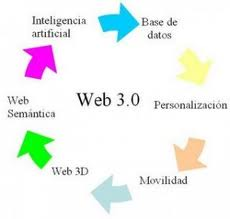 Inteligencia
artificial
Base de
datos
Web
Semántica
Web 3.0
Personalización
Web 3D
Movilidad